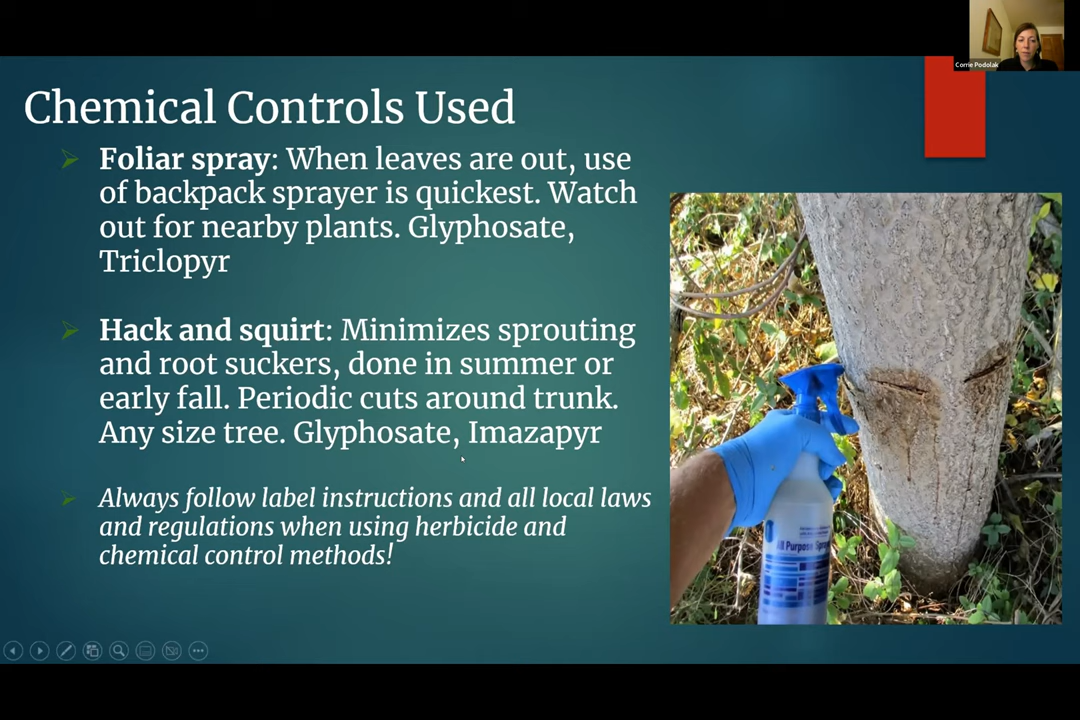 Corrie Podolak
Chemical Controls Used
Foliar spray: When leaves are out, use
of backpack sprayer is quickest. Watch
out for nearby plants. Glyphosate,
Triclopyr
Hack and squirt: Minimizes sprouting
and root suckers, done in summer or
early fall. Periodic cuts around trunk.
Any size tree. Glyphosate, Imazapyr
Always follow label instructions and all local laws
and regulations when using herbicide and
chemical control methods!
All Purpose